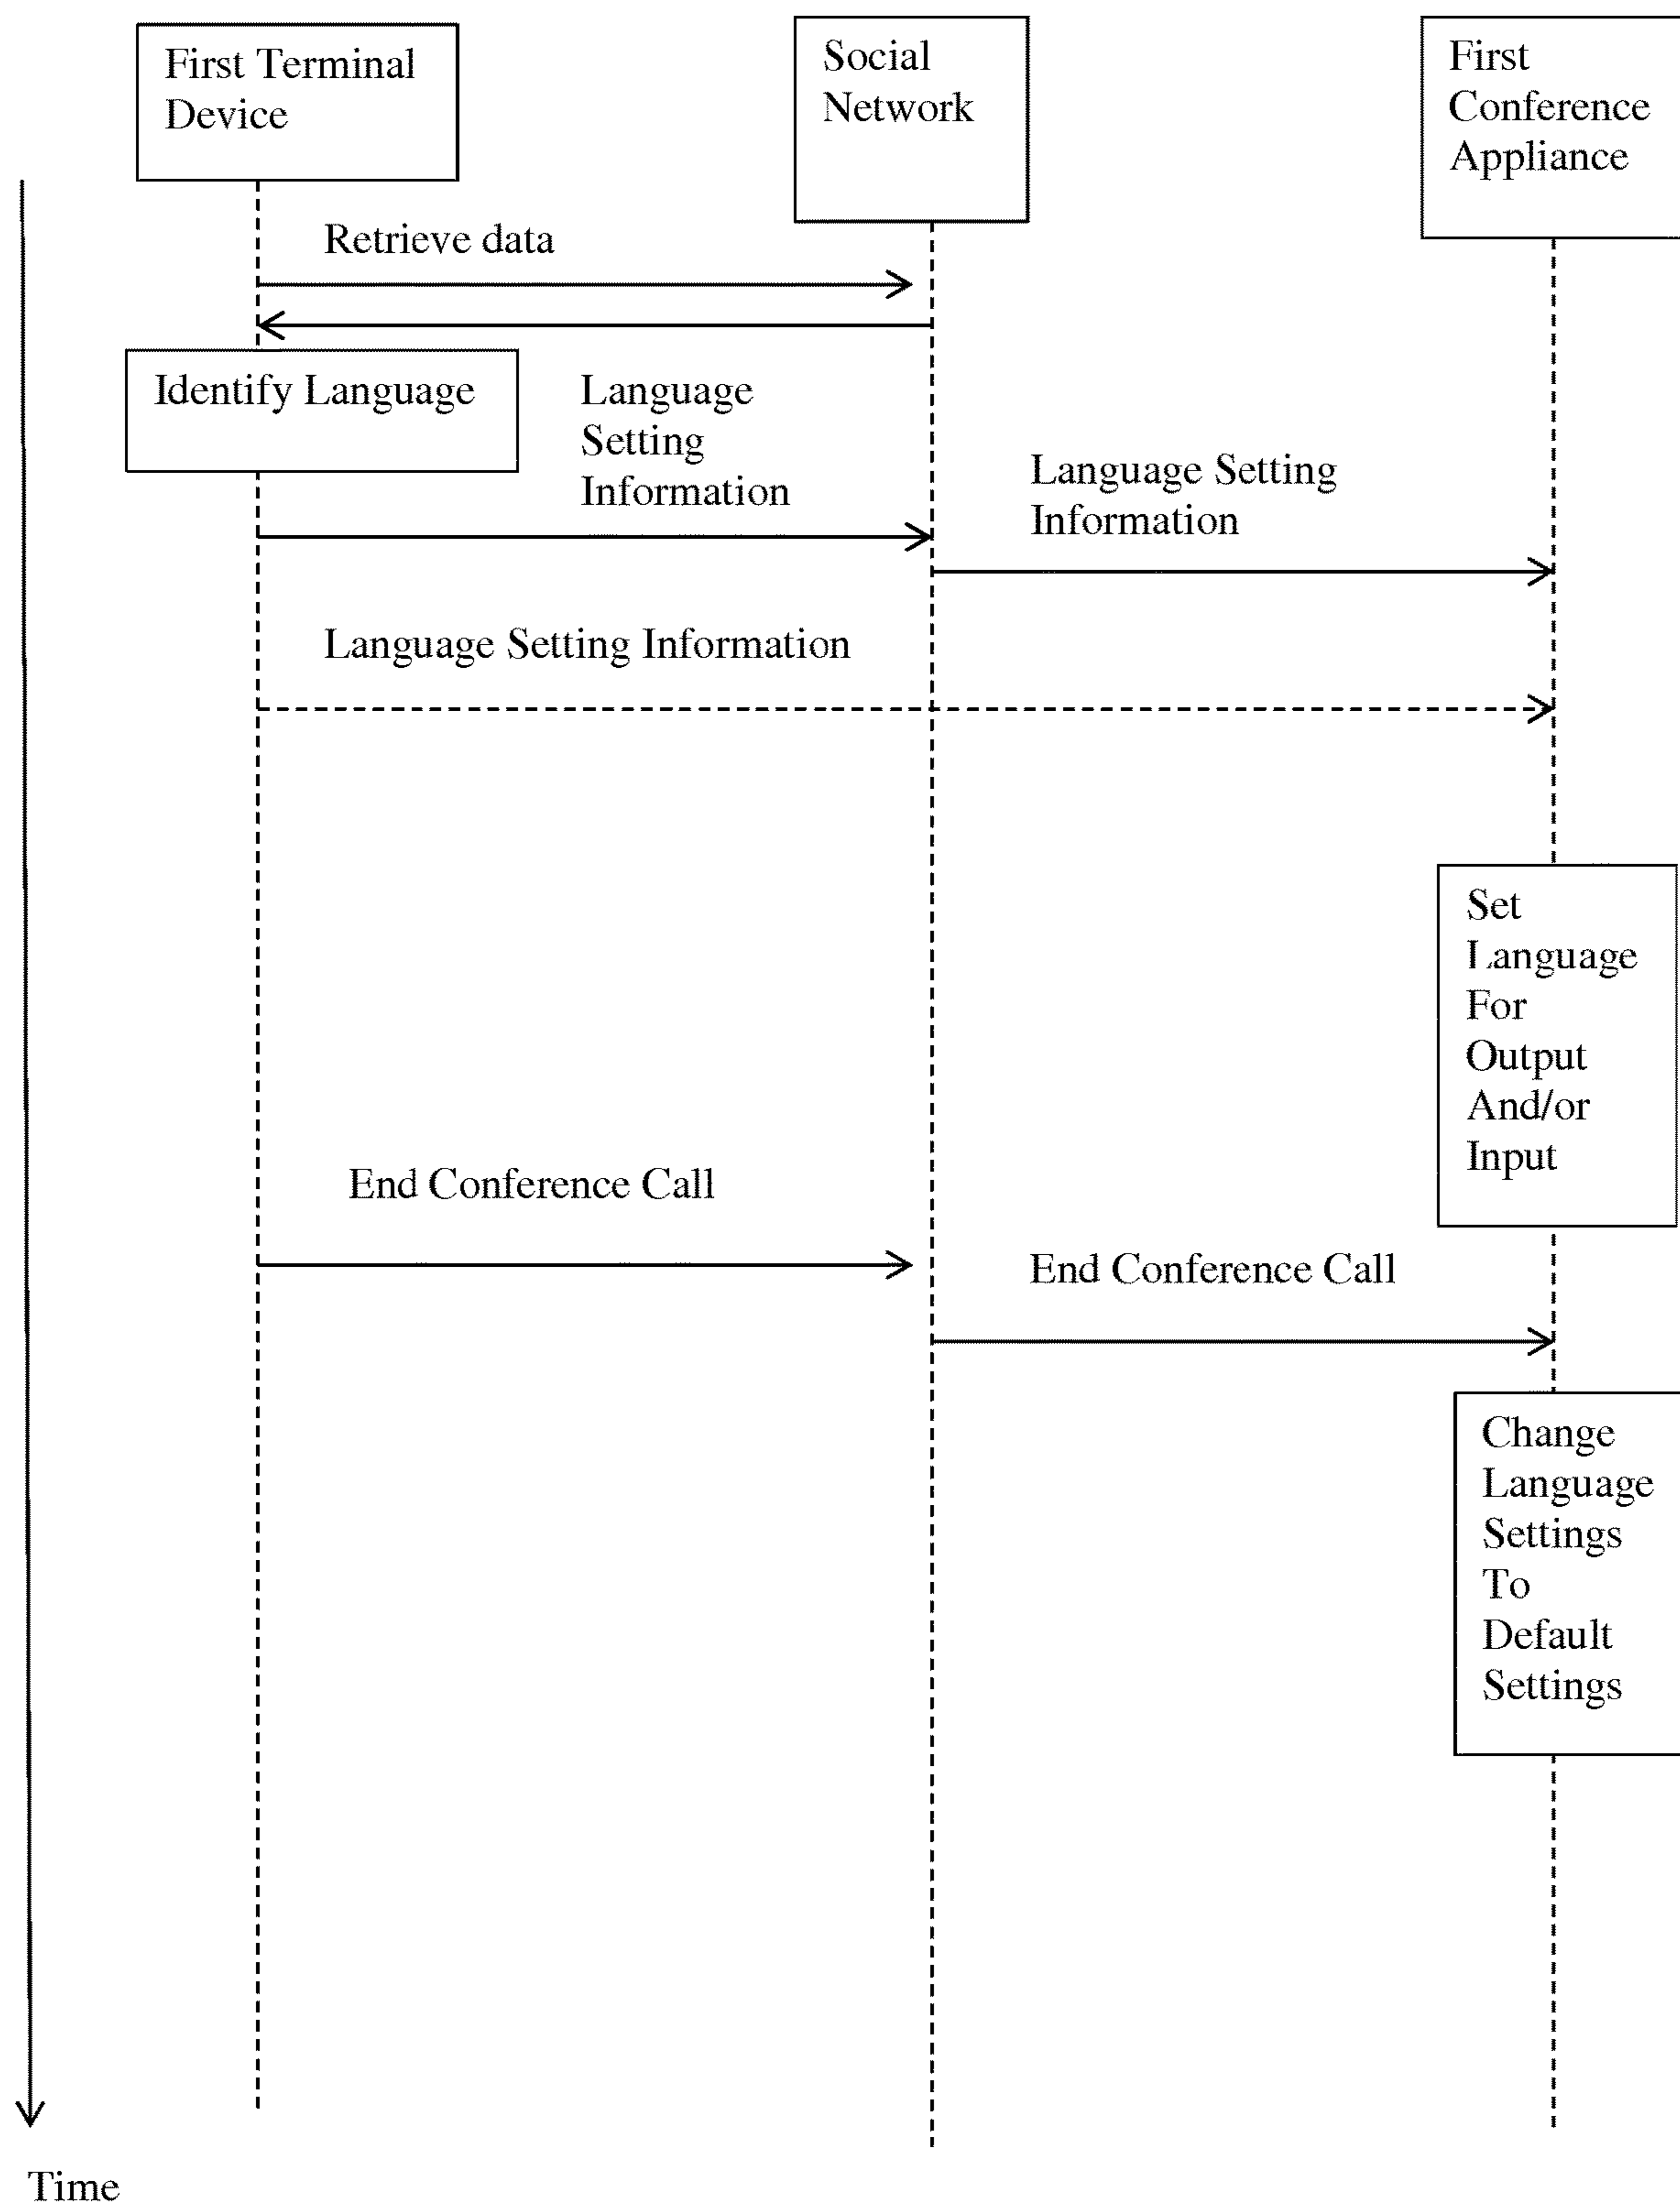 First Terminal
Device
Social
Network
First
Conference
Appliance
Retrieve data
Identify Language
Language
Setting
Information
Language Setting
Information
Language Setting Information
Set
Language
For
Output
And/or
Input
End Conference Call
End Conference Call
Change
Language
Settings
To
Default
Settings
Time